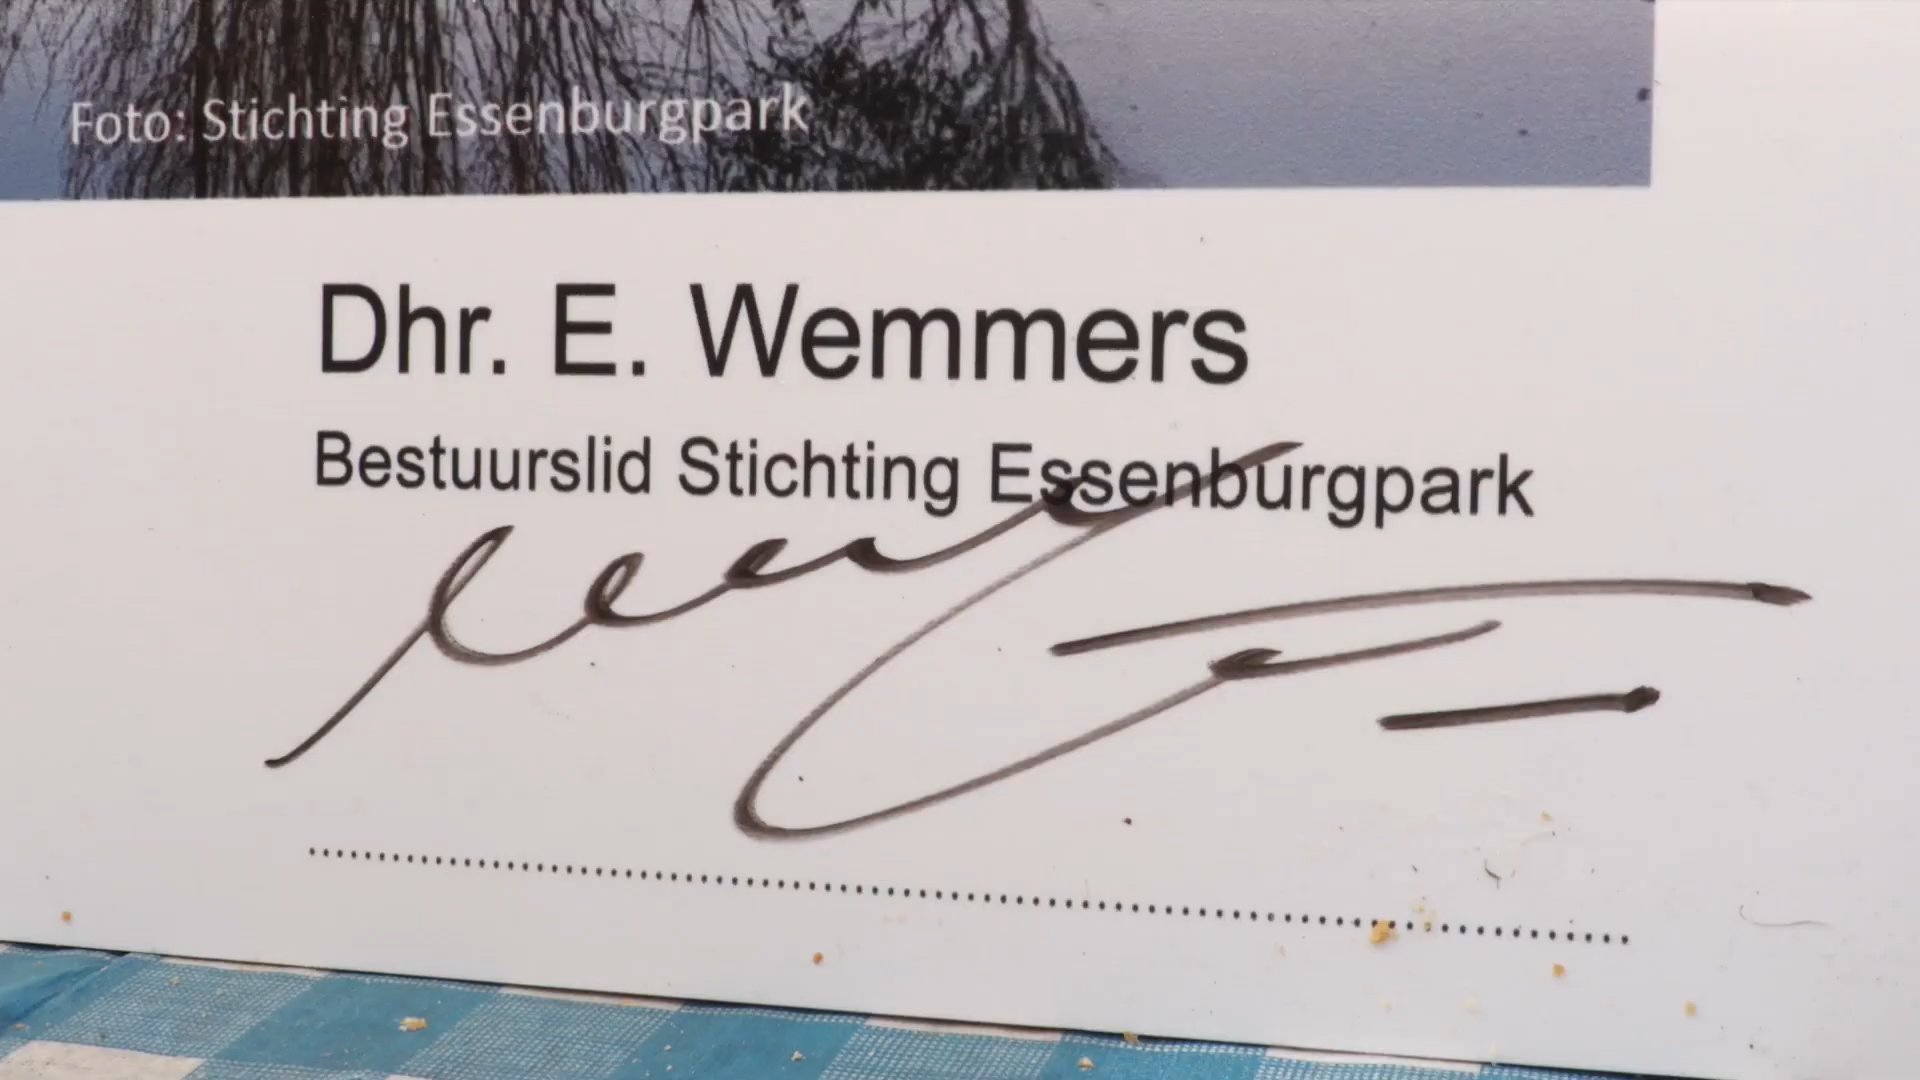 Foto: Stichting Essenburgpark
Dhr. E. Wemmers
Bestuurslid Stichting Essenburgpark